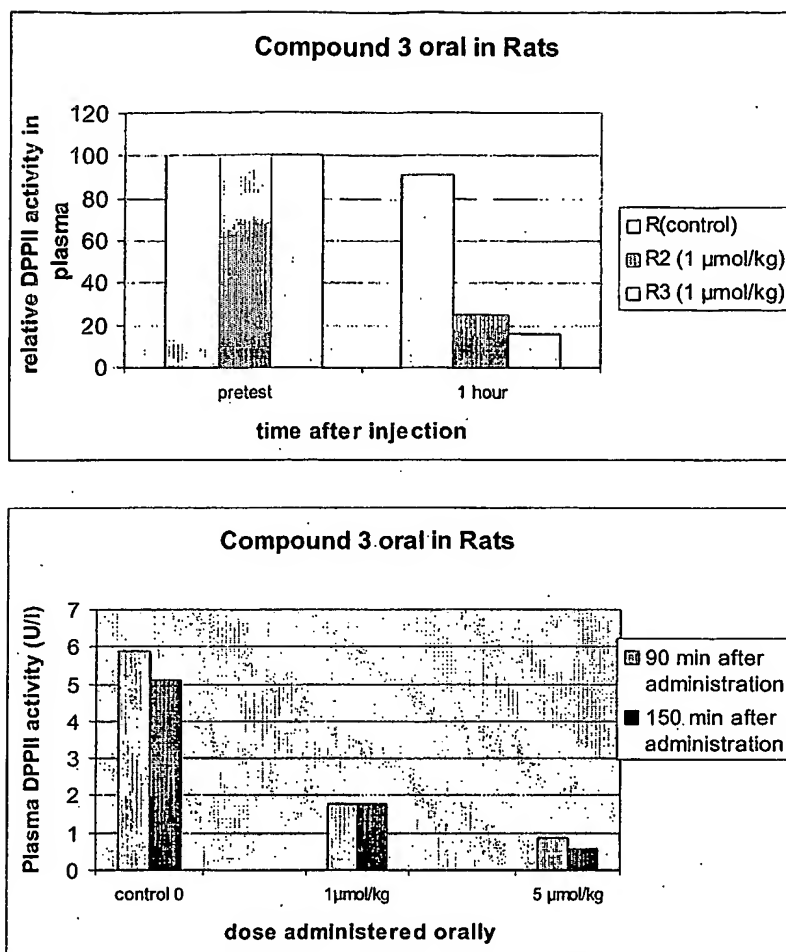 Compound 3 oral in Rats
relative DPPII activity in
plasma
120
100
80
60
40
20
0
pretest
1 hour
time after injection
R(control)
R2 (1 µmol/kg)
R3 (1 µmol/kg)
Compound 3 oral in Rats
Plasma DPPII activity (U/l)
7
6
5
4
3
2
1
0
control 0
1µmol/kg
5 µmol/kg
dose administered orally
90 min after
administration
150 min after
administration